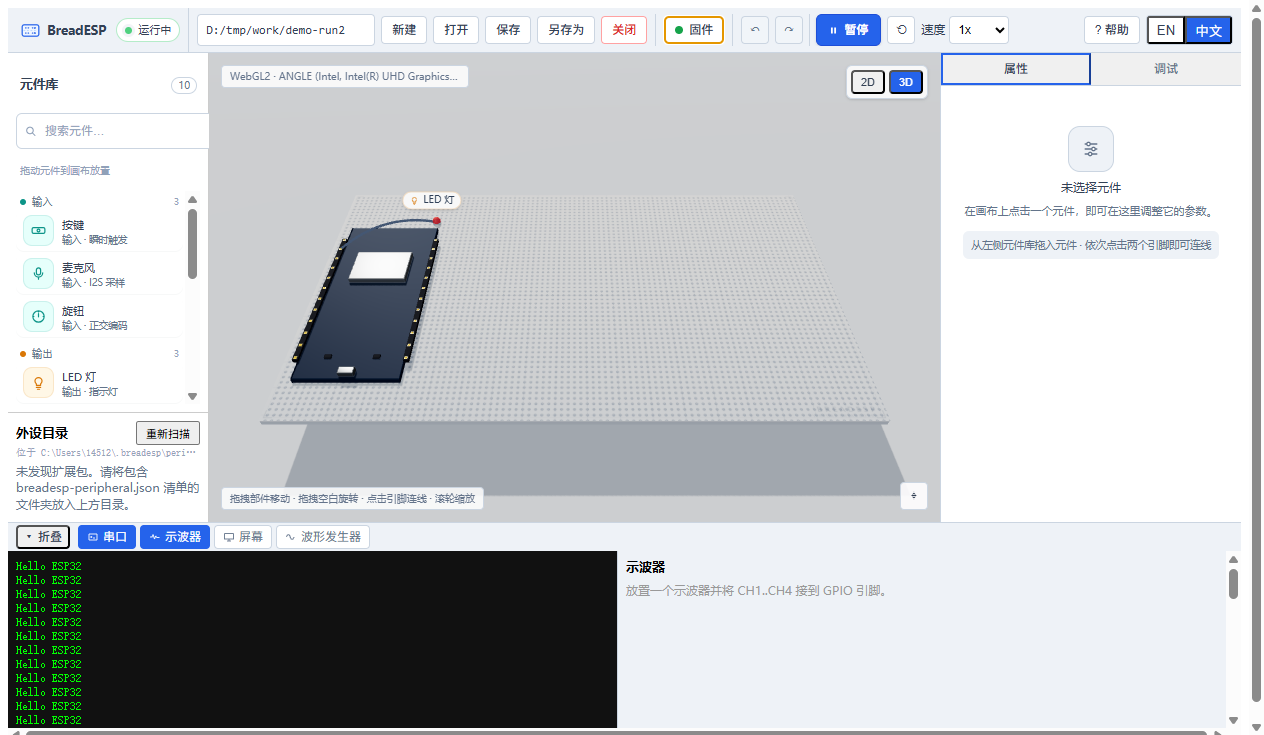 BreadESP
运行中
D:/tmp/work/demo-run2
新建
打开
保存
另存为
关闭
固件
暂停
速度
1x
? 帮助
EN
中文
元件库
10
搜索元件...
拖动元件到画布放置
输入
3
按键
输入 · 瞬时触发
麦克风
输入 · I2S 采样
旋钮
输入 · 正交编码
输出
3
LED 灯
输出 · 指示灯
外设目录
重新扫描
位于 C:\Users\14512\.breadesp\peri…
未发现扩展包。请将包含
breadesp-peripheral.json 清单的
文件夹放入上方目录。
WebGL2 · ANGLE (Intel, Intel(R) UHD Graphics...
2D
3D
LED 灯
拖拽部件移动 · 拖拽空白旋转 · 点击引脚连线 · 滚轮缩放
属性
调试
未选择元件
在画布上点击一个元件，即可在这里调整它的参数。
从左侧元件库拖入元件 · 依次点击两个引脚即可连线
折叠
串口
示波器
屏幕
波形发生器
Hello ESP32
Hello ESP32
Hello ESP32
Hello ESP32
Hello ESP32
Hello ESP32
Hello ESP32
Hello ESP32
Hello ESP32
Hello ESP32
Hello ESP32
Hello ESP32
示波器
放置一个示波器并将 CH1..CH4 接到 GPIO 引脚。